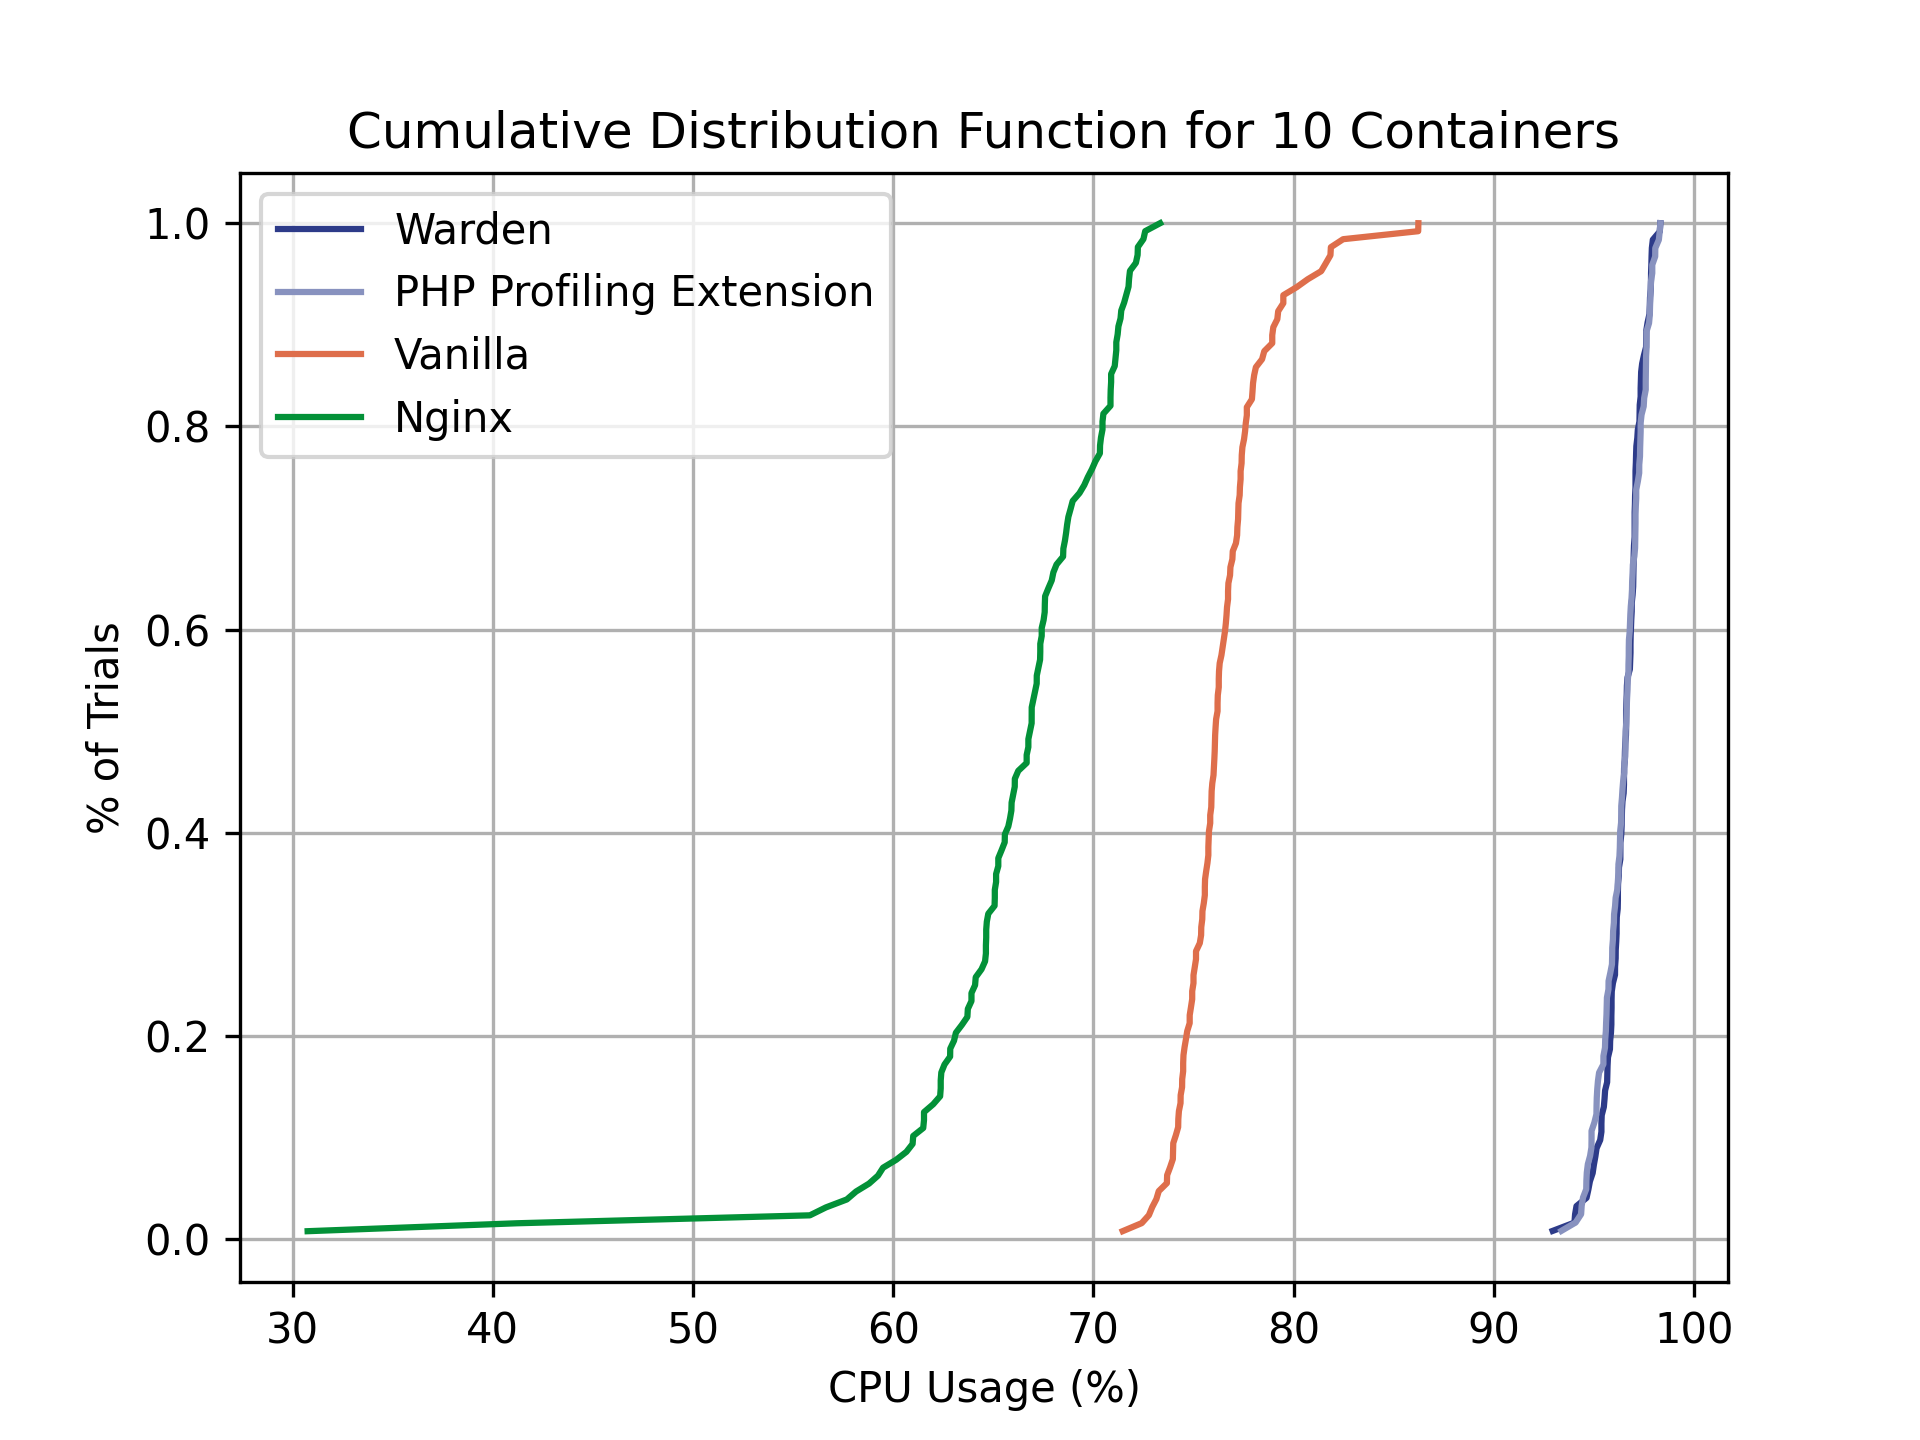 Cumulative Distribution Function for 10 Containers
Warden
PHP Profiling Extension
Vanilla
Nginx
1.0
0.8
0.6
0.4
0.2
0.0
% of Trials
30 40 50 60 70 80 90 100
CPU Usage (%)